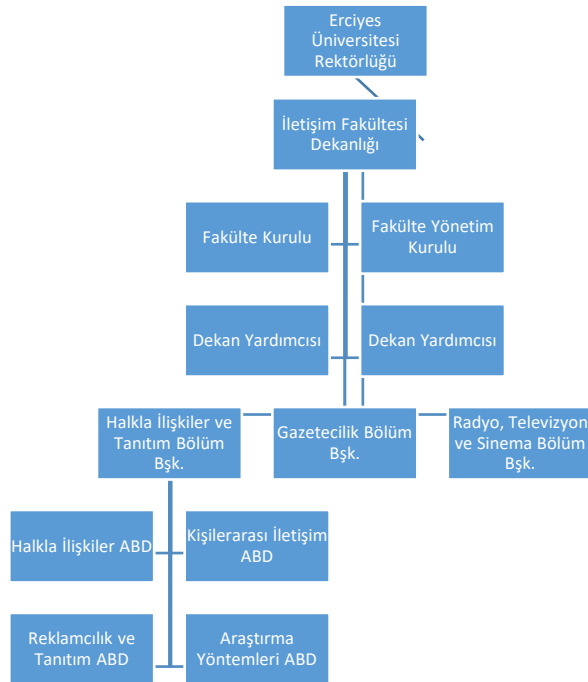 Erciyes
Üniversitesi
Rektörlüğü
İletişim Fakültesi
Dekanlığı
Fakülte Kurulu
Fakülte Yönetim
Kurulu
Dekan Yardımcısı
Dekan Yardımcısı
Halkla İlişkiler ve
Tanıtım Bölüm
Bşk.
Gazetecilik Bölüm
Bşk.
Radyo, Televizyon
ve Sinema Bölüm
Bşk.
Halkla İlişkiler ABD
Kişilerarası İletişim
ABD
Reklamcılık ve
Tanıtım ABD
Araştırma
Yöntemleri ABD